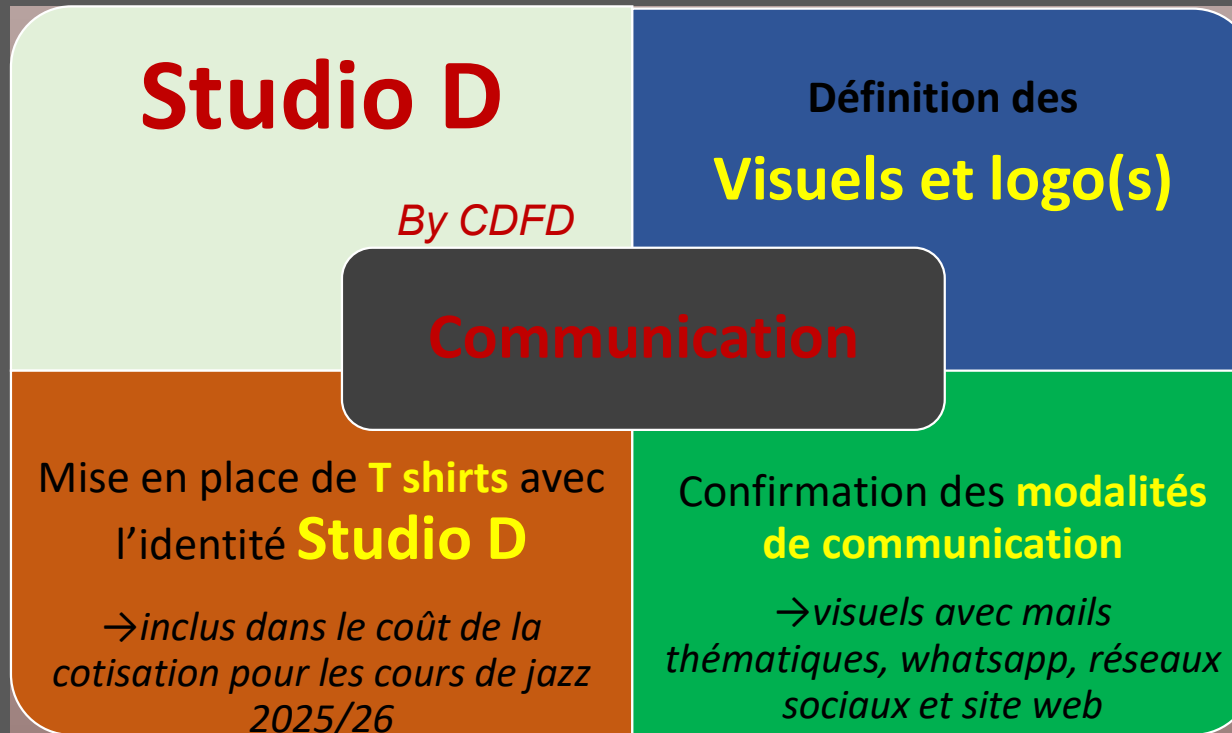 Studio D
By CDFD
Définition des
Visuels et logo(s)
Communication
Mise en place de T shirts avec
l’identité Studio D
→inclus dans le coût de la
cotisation pour les cours de jazz
2025/26
Confirmation des modalités
de communication
→visuels avec mails
thématiques, whatsapp, réseaux
sociaux et site web